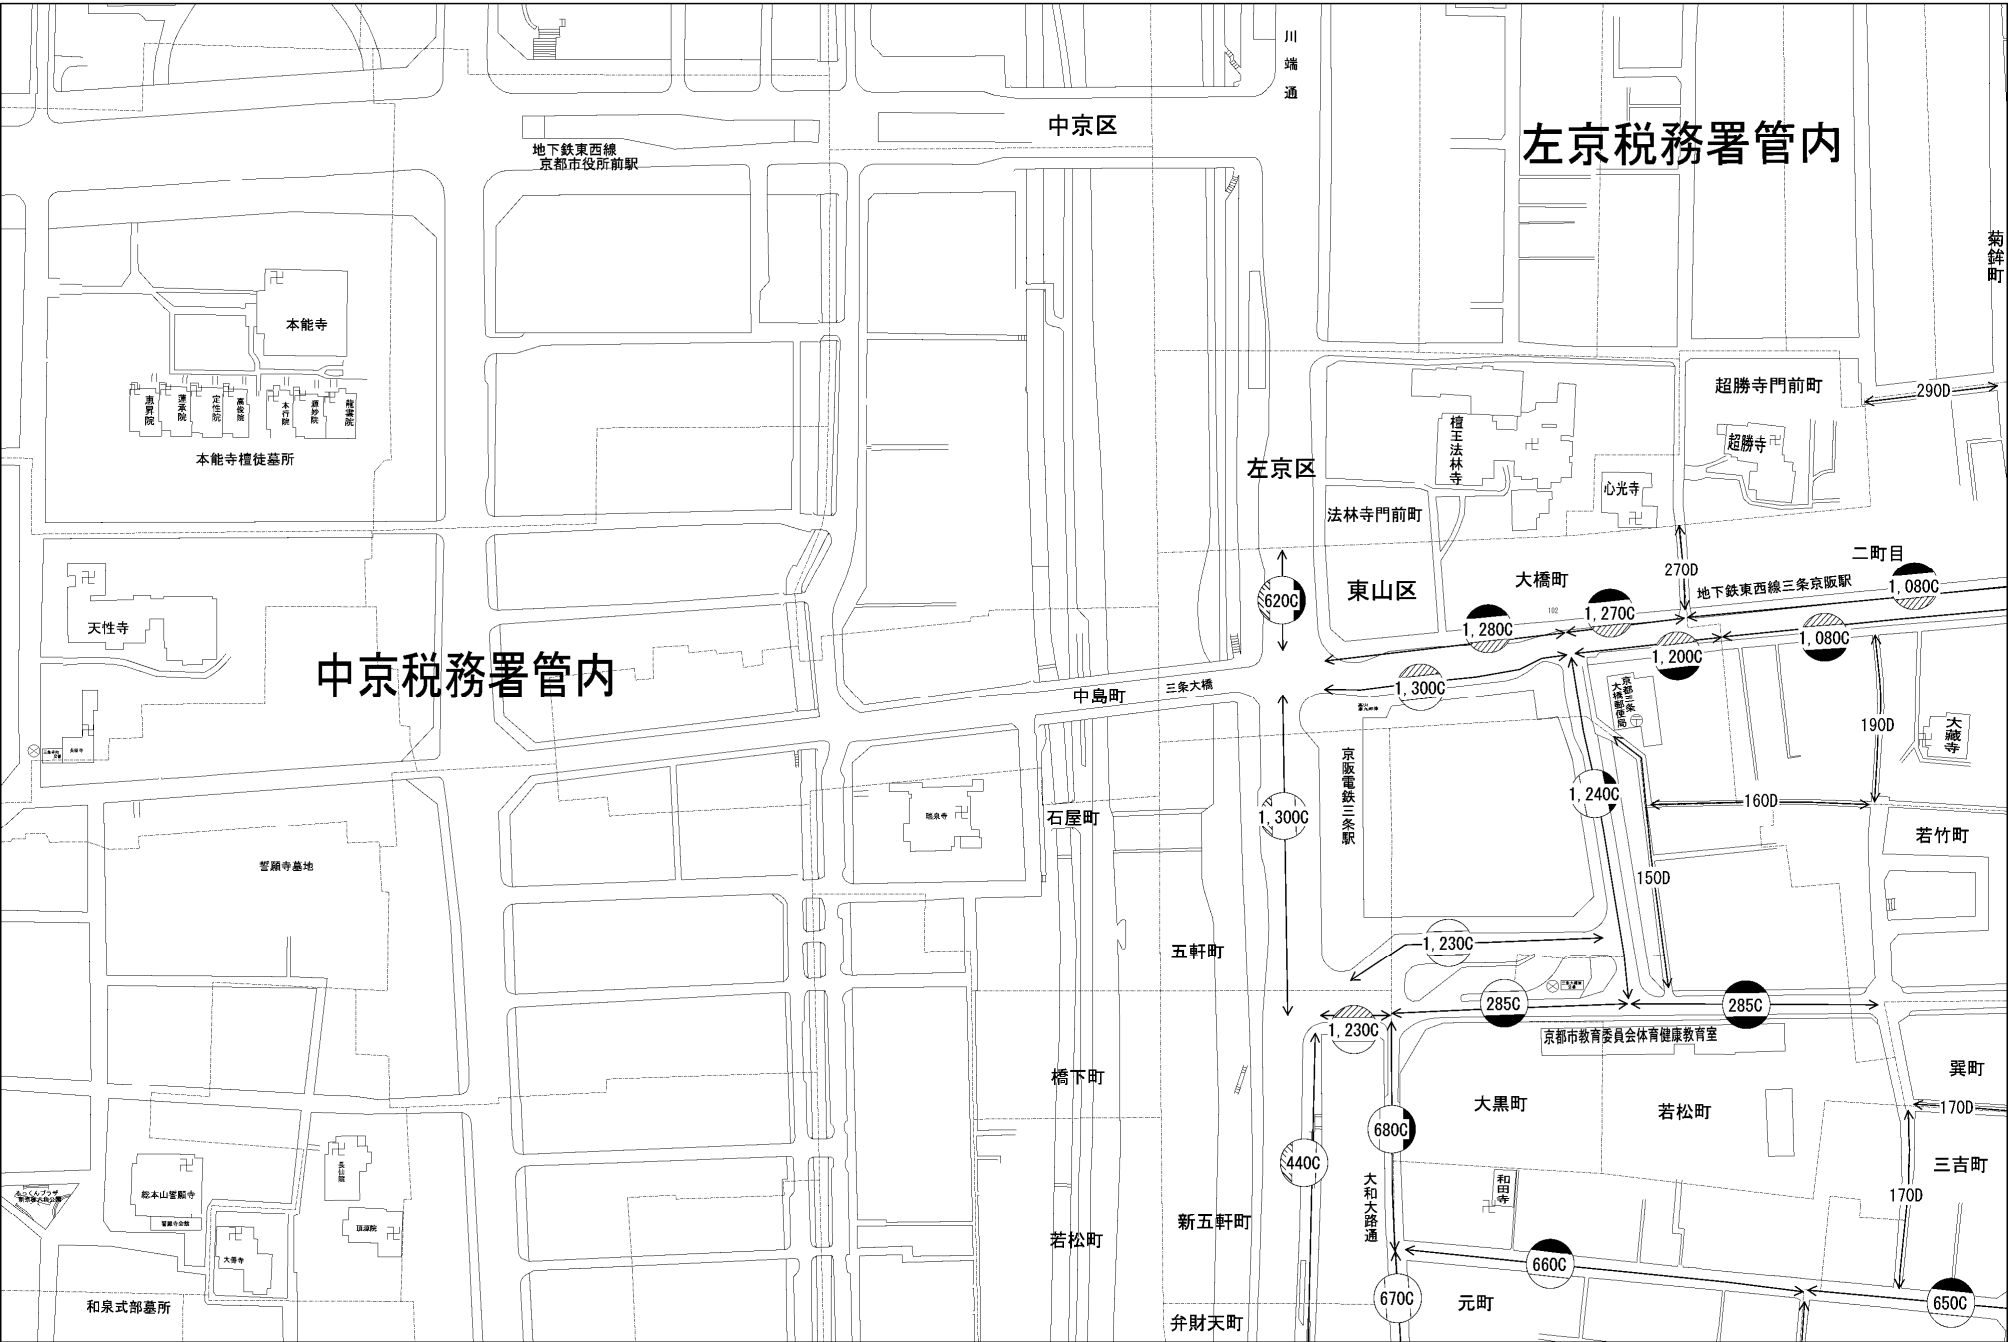 川端通
中京区
左京税務署管内
地下鉄東西線
京都市役所前駅
菊鉾町
本能寺
恵昇院
蓮承院
定性院
高俊院
本行院
源妙院
龍雲院
本能寺檀徒墓所
超勝寺門前町
290D
檀王法林寺
超勝寺
左京区
心光寺
法林寺門前町
二町目
270D
地下鉄東西線三条京阪駅
1,080C
東山区
大橋町
620C
102
1,280C
1,270C
1,200C
1,080C
天性寺
中京税務署管内
中島町
三条大橋
1,300C
京都三条
大橋郵便局
190D
大蔵寺
京阪電鉄三条駅
1,240C
160D
石屋町
1,300C
瑞泉寺
若竹町
誓願寺墓地
150D
五軒町
1,230C
285C
285C
1,230C
京都市教育委員会体育健康教育室
橋下町
巽町
大黒町
若松町
170D
680C
440C
三吉町
長仙院
総本山誓願寺
誓願寺会館
和田寺
170D
大和大路通
新五軒町
若松町
大善寺
660C
和泉式部墓所
670C
元町
650C
弁財天町